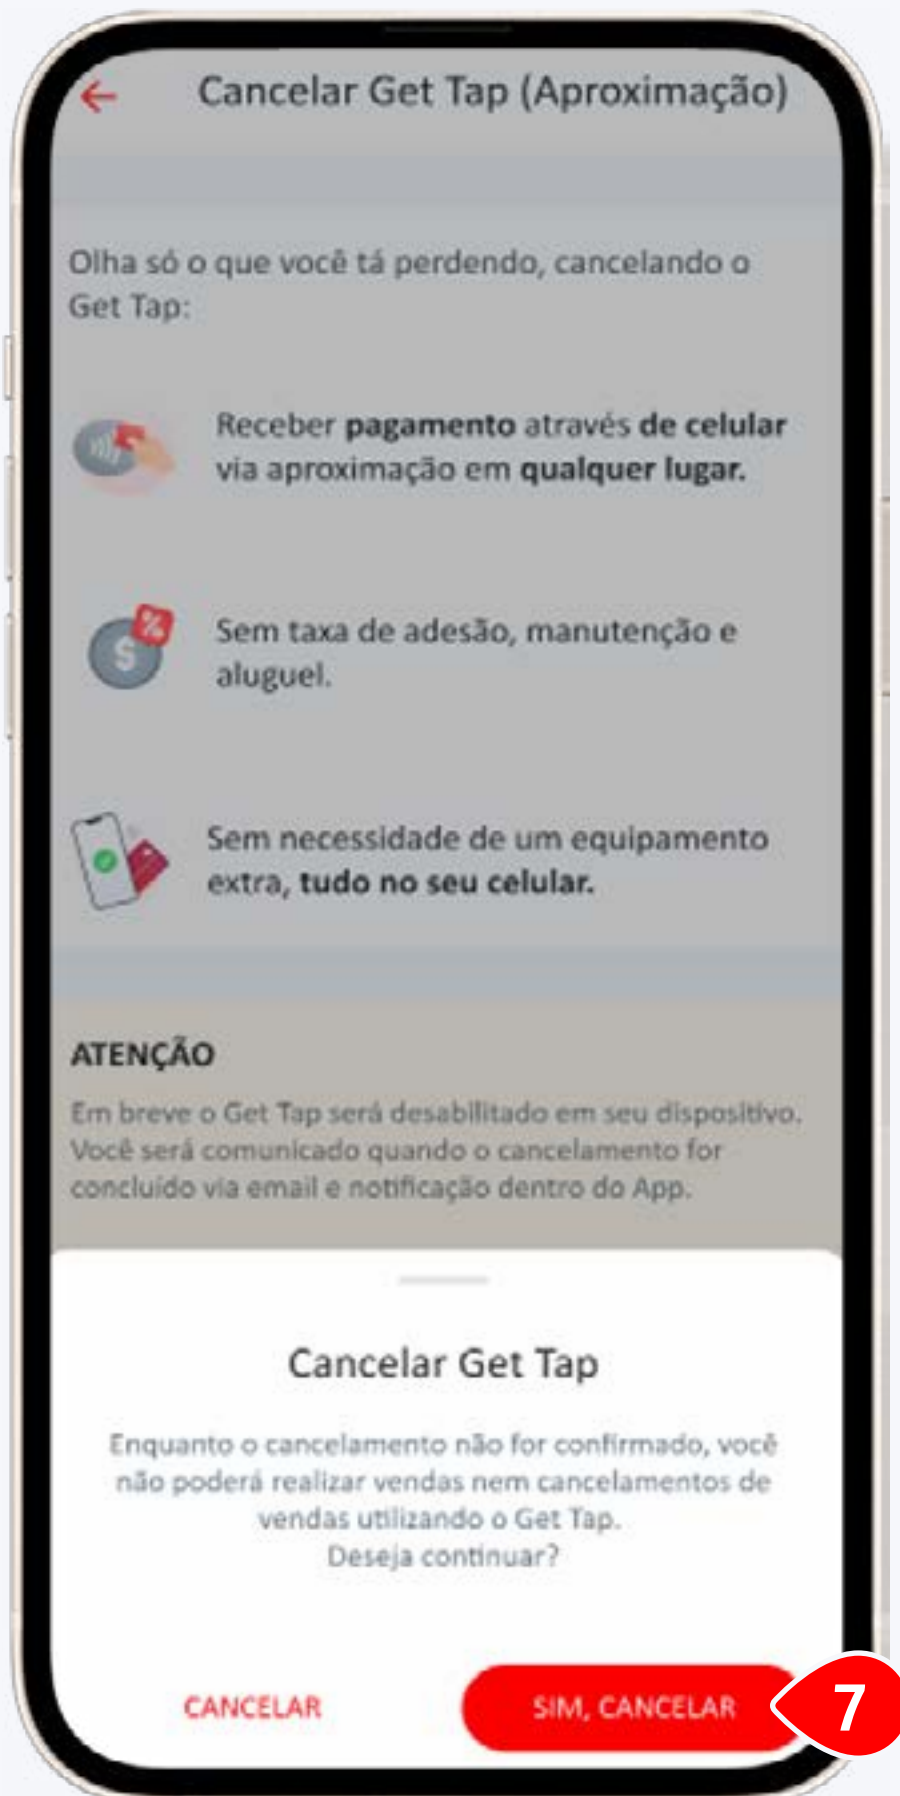 Cancelar Get Tap (Aproximação)
Olha só o que você tá perdendo, cancelando o
Get Tap:
Receber pagamento através de celular
via aproximação em qualquer lugar.
$ %
Sem taxa de adesão, manutenção e
aluguel.
Sem necessidade de um equipamento
extra, tudo no seu celular.
ATENÇÃO
Em breve o Get Tap será desabilitado em seu dispositivo.
Você será comunicado quando o cancelamento for
concluído via email e notificação dentro do App.
Cancelar Get Tap
Enquanto o cancelamento não for confirmado, você
não poderá realizar vendas nem cancelamentos de
vendas utilizando o Get Tap.
Deseja continuar?
CANCELAR
SIM, CANCELAR
7